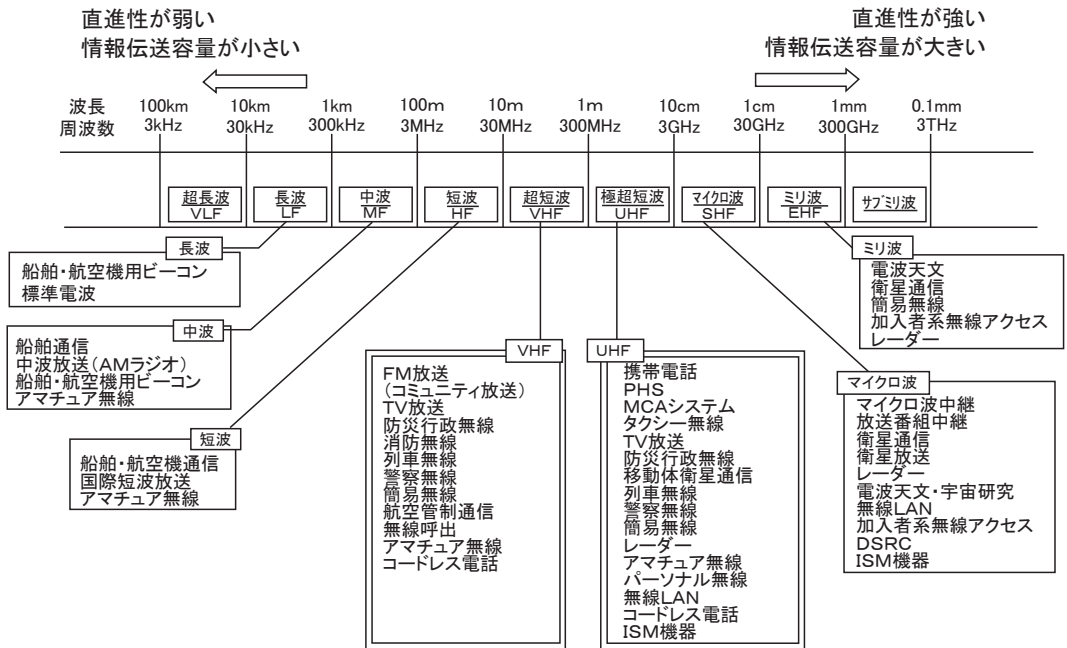 直進性が弱い
情報伝送容量が小さい
直進性が強い
情報伝送容量が大きい
波長 100km 10km 1km 100m 10m 1m 10cm 1cm 1mm 0.1mm
周波数 3kHz 30kHz 300kHz 3MHz 30MHz 300MHz 3GHz 30GHz 300GHz 3THz
超長波 長波 中波 短波 超短波 極超短波 マイクロ波 ミリ波 サブミリ波
VLF LF MF HF VHF UHF SHF EHF
長波
船舶・航空機用ビーコン
標準電波
中波
船舶通信
中波放送(AMラジオ)
船舶・航空機用ビーコン
アマチュア無線
短波
船舶・航空機通信
国際短波放送
アマチュア無線
VHF
FM放送
(コミュニティ放送)
TV放送
防災行政無線
消防無線
列車無線
警察無線
簡易無線
航空管制通信
無線呼出
アマチュア無線
コードレス電話
UHF
携帯電話
PHS
MCAシステム
タクシー無線
TV放送
防災行政無線
移動体衛星通信
列車無線
警察無線
簡易無線
レーダー
アマチュア無線
パーソナル無線
無線LAN
コードレス電話
ISM機器
ミリ波
電波天文
衛星通信
簡易無線
加入者系無線アクセス
レーダー
マイクロ波
マイクロ波中継
放送番組中継
衛星通信
衛星放送
レーダー
電波天文・宇宙研究
無線LAN
加入者系無線アクセス
DSRC
ISM機器